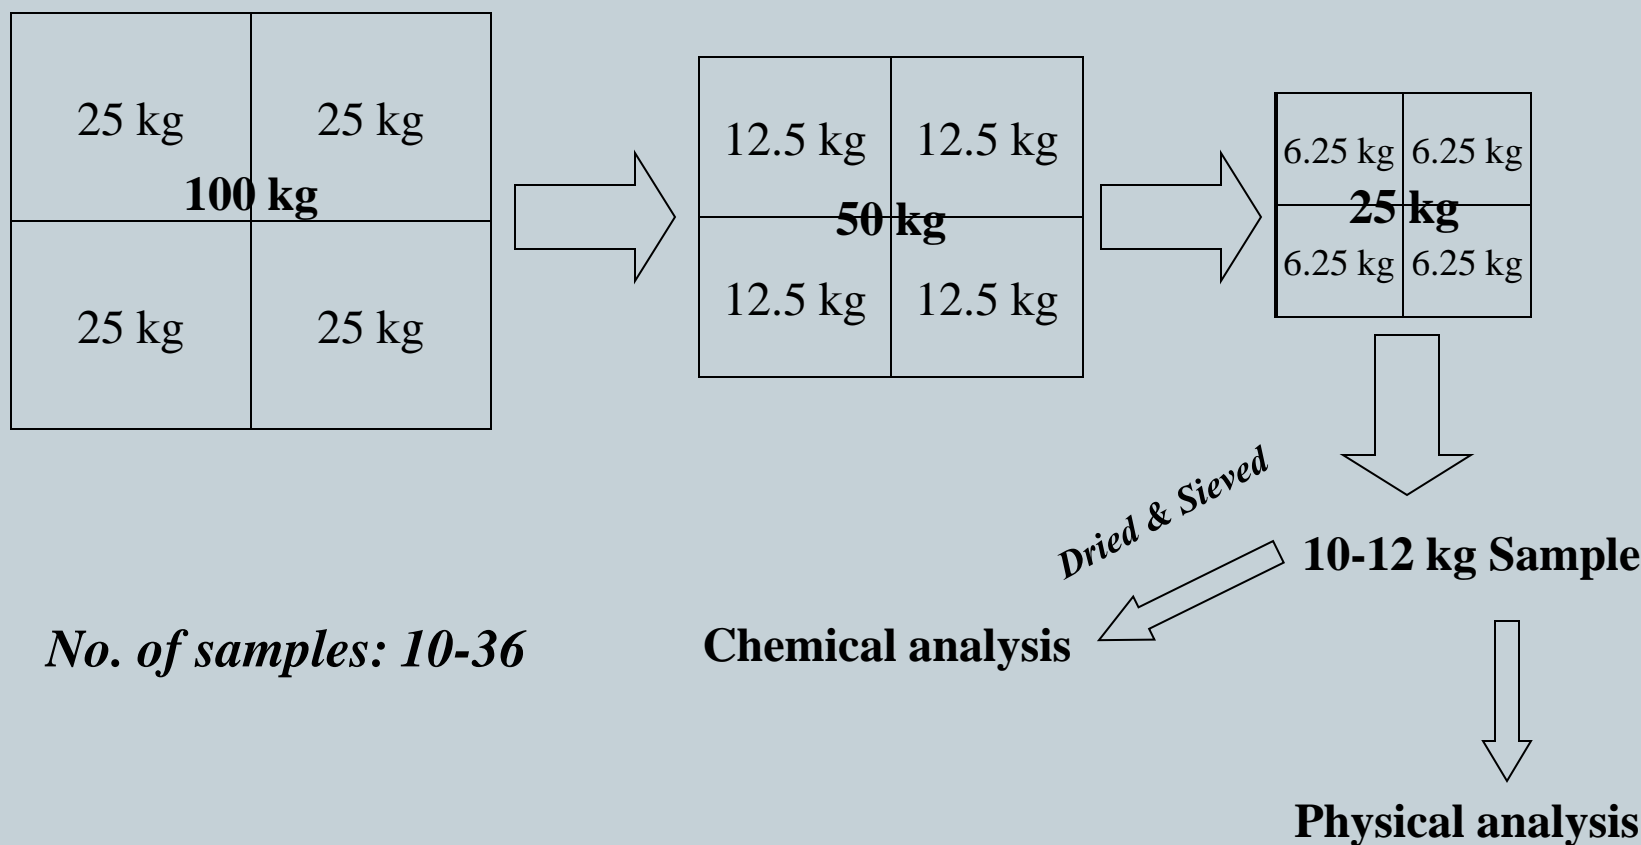 25 kg 25 kg
100 kg
25 kg 25 kg
12.5 kg 12.5 kg
50 kg
12.5 kg 12.5 kg
6.25 kg 6.25 kg
25 kg
6.25 kg 6.25 kg
Dried & Sieved
10-12 kg Sample
No. of samples: 10-36
Chemical analysis
Physical analysis